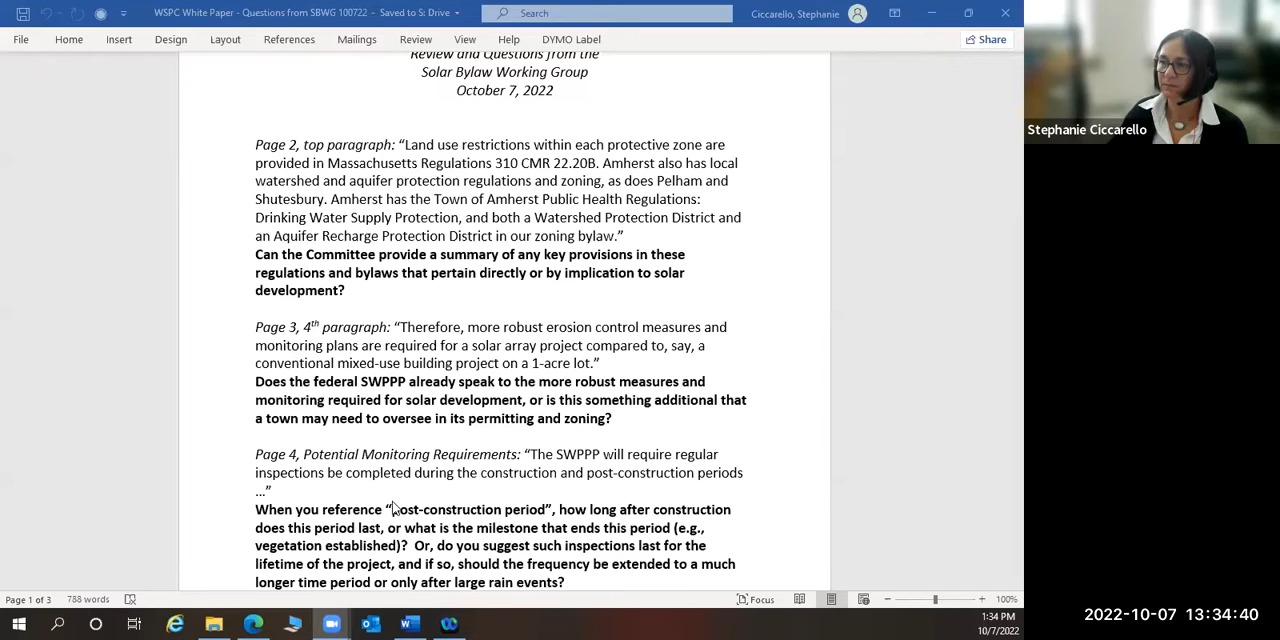 WSPC White Paper - Questions from SBWG 100722 - Saved to S: Drive
Search
Ciccarello, Stephanie
File Home Insert Design Layout References Mailings Review View Help DYMO Label Share
Review and Questions from the
Solar Bylaw Working Group
October 7, 2022
Page 2, top paragraph: “Land use restrictions within each protective zone are
provided in Massachusetts Regulations 310 CMR 22.20B. Amherst also has local
watershed and aquifer protection regulations and zoning, as does Pelham and
Shutesbury. Amherst has the Town of Amherst Public Health Regulations:
Drinking Water Supply Protection, and both a Watershed Protection District and
an Aquifer Recharge Protection District in our zoning bylaw.”
Can the Committee provide a summary of any key provisions in these
regulations and bylaws that pertain directly or by implication to solar
development?
Page 3, 4th paragraph: “Therefore, more robust erosion control measures and
monitoring plans are required for a solar array project compared to, say, a
conventional mixed-use building project on a 1-acre lot.”
Does the federal SWPPP already speak to the more robust measures and
monitoring required for solar development, or is this something additional that
a town may need to oversee in its permitting and zoning?
Page 4, Potential Monitoring Requirements: “The SWPPP will require regular
inspections be completed during the construction and post-construction periods
…”
When you reference “post-construction period”, how long after construction
does this period last, or what is the milestone that ends this period (e.g.,
vegetation established)? Or, do you suggest such inspections last for the
lifetime of the project, and if so, should the frequency be extended to a much
longer time period or only after large rain events?
Page 1 of 3 788 words Focus 100%
1:34 PM
10/7/2022
Stephanie Ciccarello
2022-10-07 13:34:40